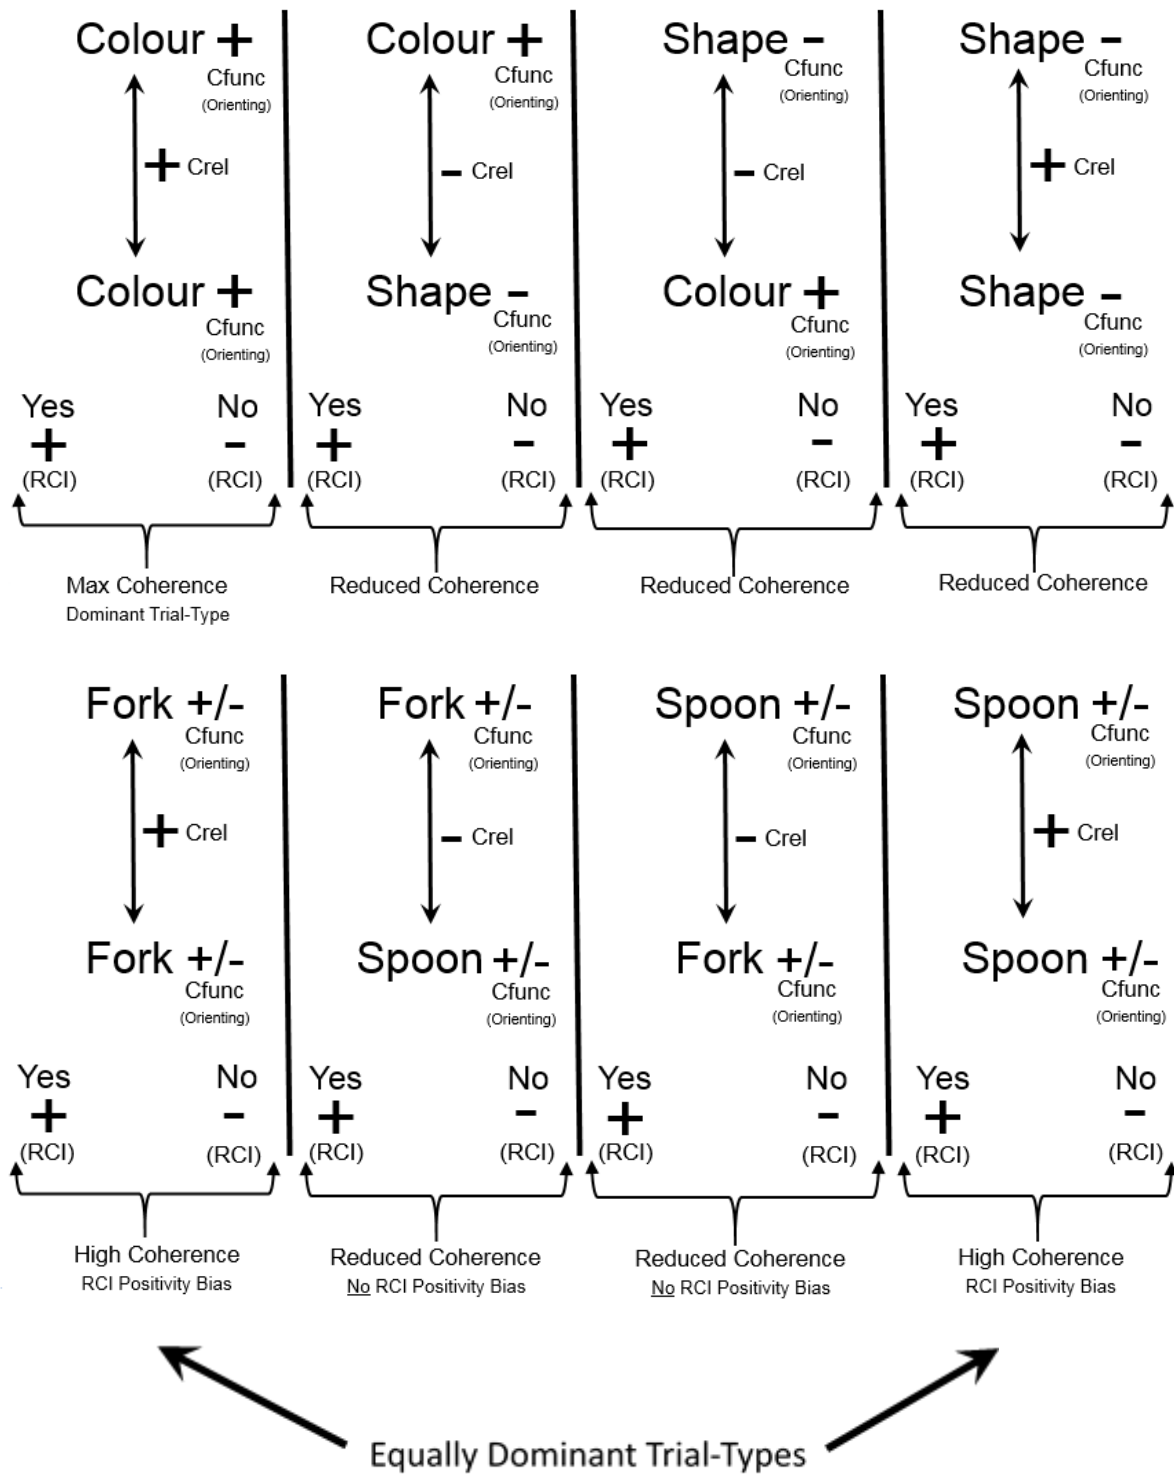 Colour + Colour + Shape - Shape -
Cfunc Cfunc Cfunc Cfunc
(Orienting) (Orienting) (Orienting) (Orienting)
+ Crel - Crel - Crel + Crel
Colour + Shape - Colour + Shape -
Cfunc Cfunc Cfunc Cfunc
(Orienting) (Orienting) (Orienting) (Orienting)
Yes No Yes No Yes No Yes No
+ - + - + - + -
(RCI) (RCI) (RCI) (RCI) (RCI) (RCI) (RCI) (RCI)
Max Coherence Reduced Coherence Reduced Coherence Reduced Coherence
Dominant Trial-Type
Fork +/- Fork +/- Spoon +/- Spoon +/-
Cfunc Cfunc Cfunc Cfunc
(Orienting) (Orienting) (Orienting) (Orienting)
+ Crel - Crel - Crel + Crel
Fork +/- Spoon +/- Fork +/- Spoon +/-
Cfunc Cfunc Cfunc Cfunc
(Orienting) (Orienting) (Orienting) (Orienting)
Yes No Yes No Yes No Yes No
+ - + - + - + -
(RCI) (RCI) (RCI) (RCI) (RCI) (RCI) (RCI) (RCI)
High Coherence Reduced Coherence Reduced Coherence High Coherence
RCI Positivity Bias No RCI Positivity Bias No RCI Positivity Bias RCI Positivity Bias
Equally Dominant Trial-Types